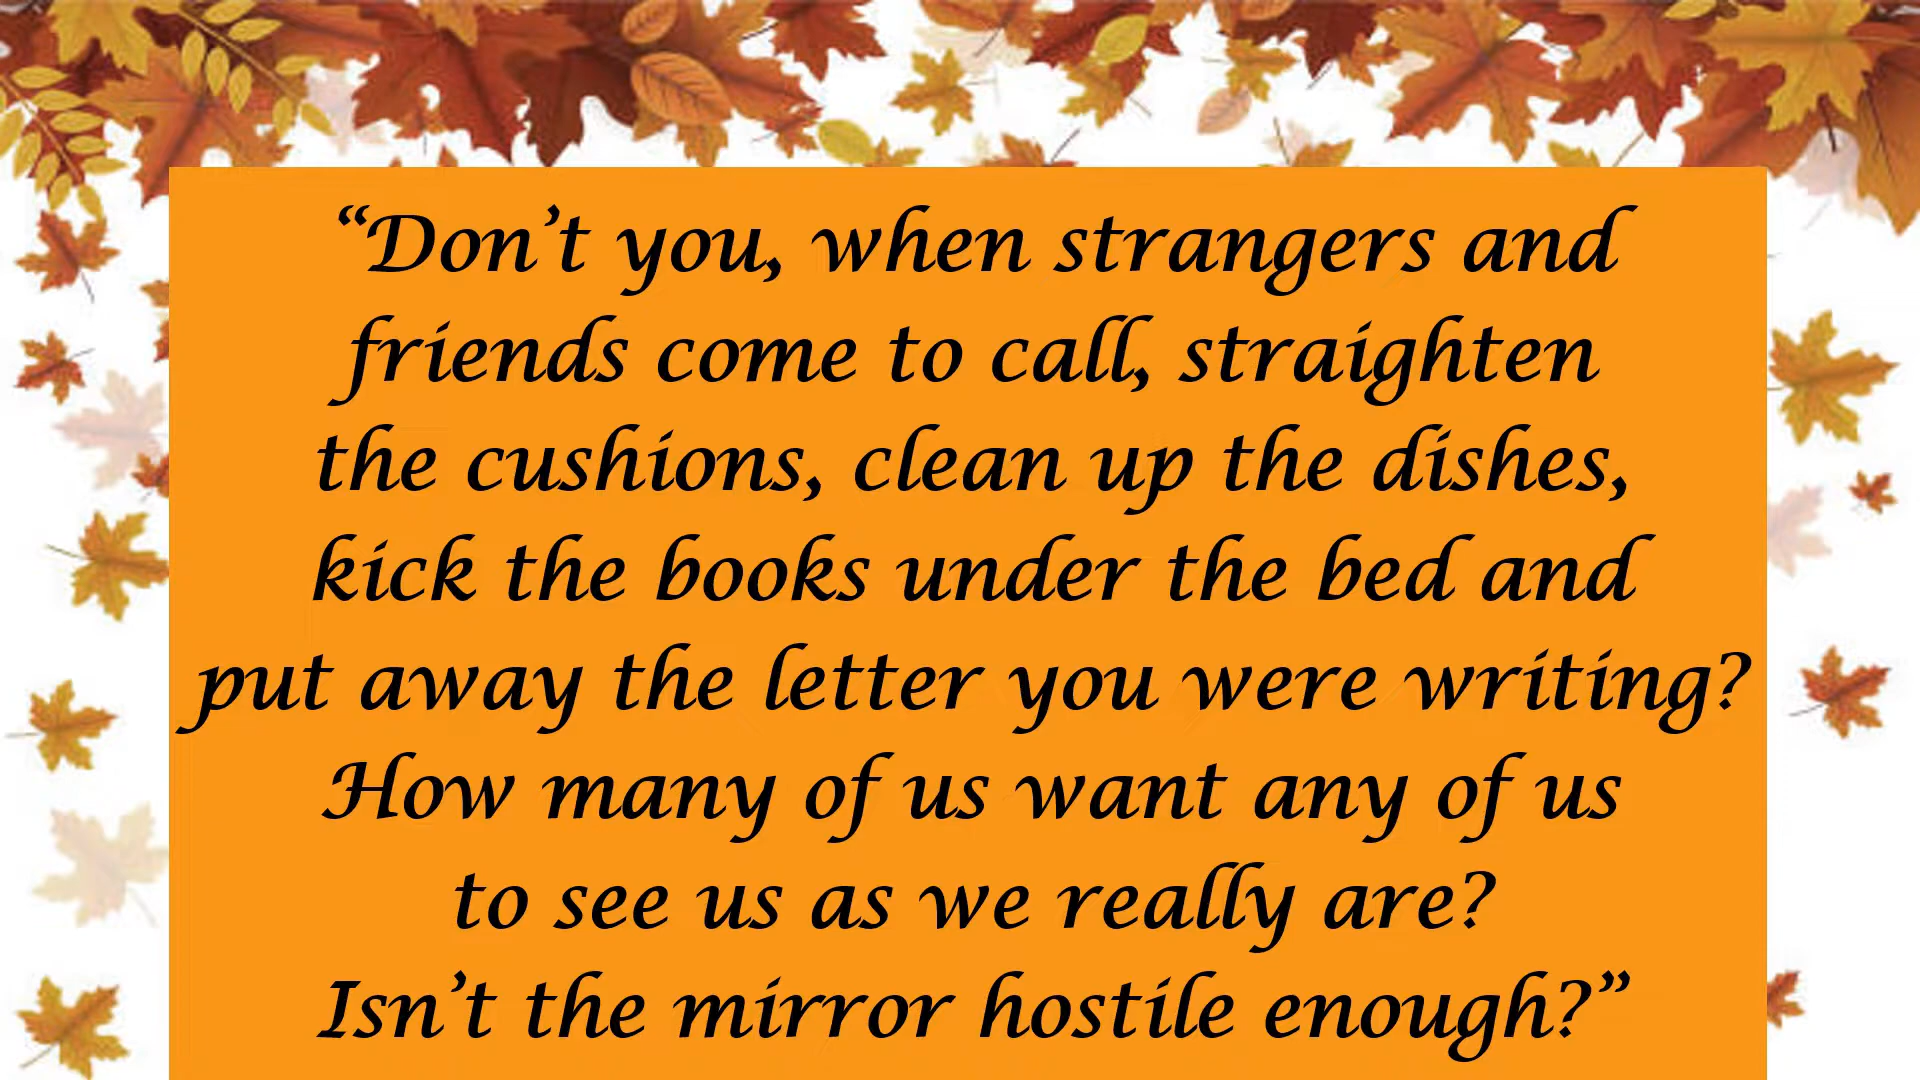 “Don’t you, when strangers and
friends come to call, straighten
the cushions, clean up the dishes,
kick the books under the bed and
put away the letter you were writing?
How many of us want any of us
to see us as we really are?
Isn’t the mirror hostile enough?”